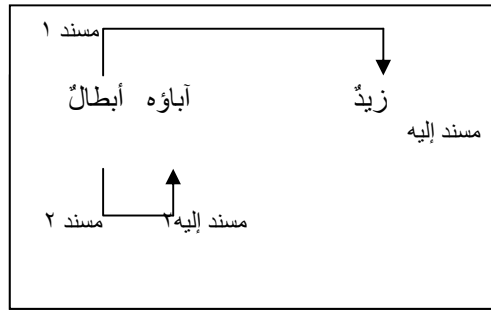 مسند ١
زيدٌ آباؤه أبطالٌ
مسند إليه
مسند إليه٢ مسند ٢